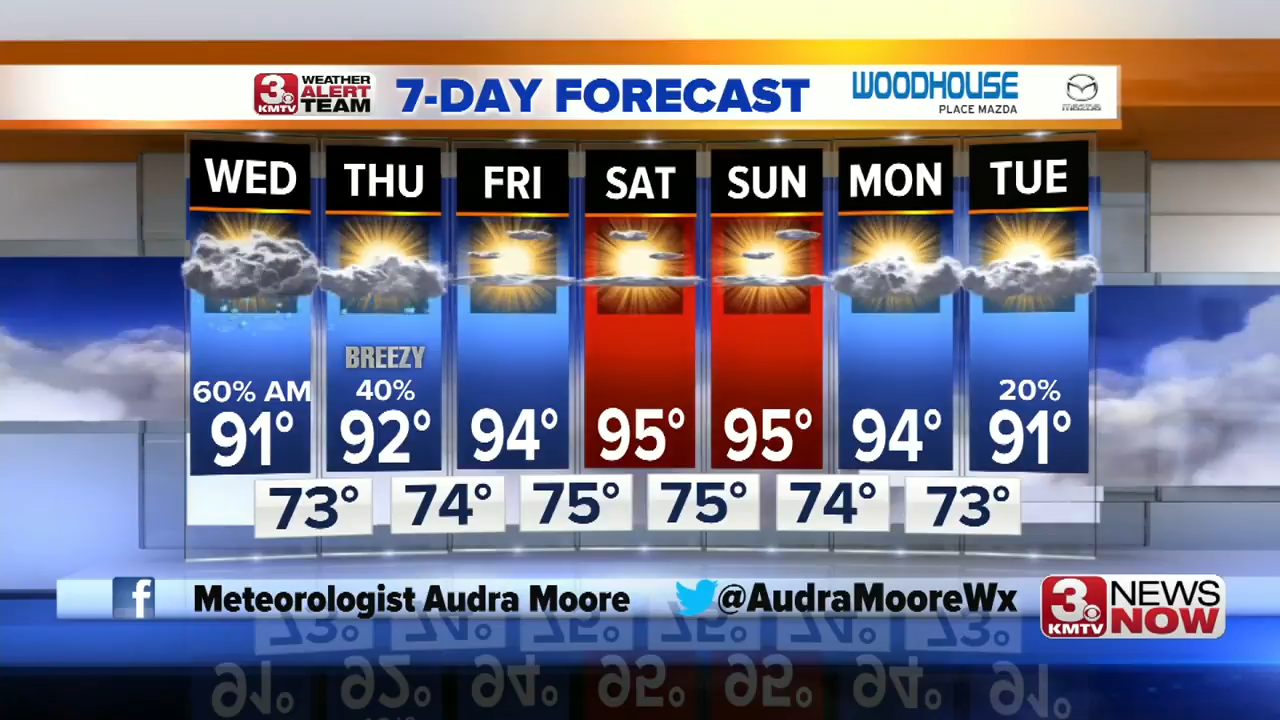 3 KMTV WEATHER ALERT TEAM
7-DAY FORECAST
WOODHOUSE
PLACE MAZDA
mazda
WED THU FRI SAT SUN MON TUE
BREEZY
60% AM 40% 20%
91° 92° 94° 95° 95° 94° 91°
73° 74° 75° 75° 74° 73°
f Meteorologist Audra Moore @AudraMooreWx
3 KMTV NEWS NOW